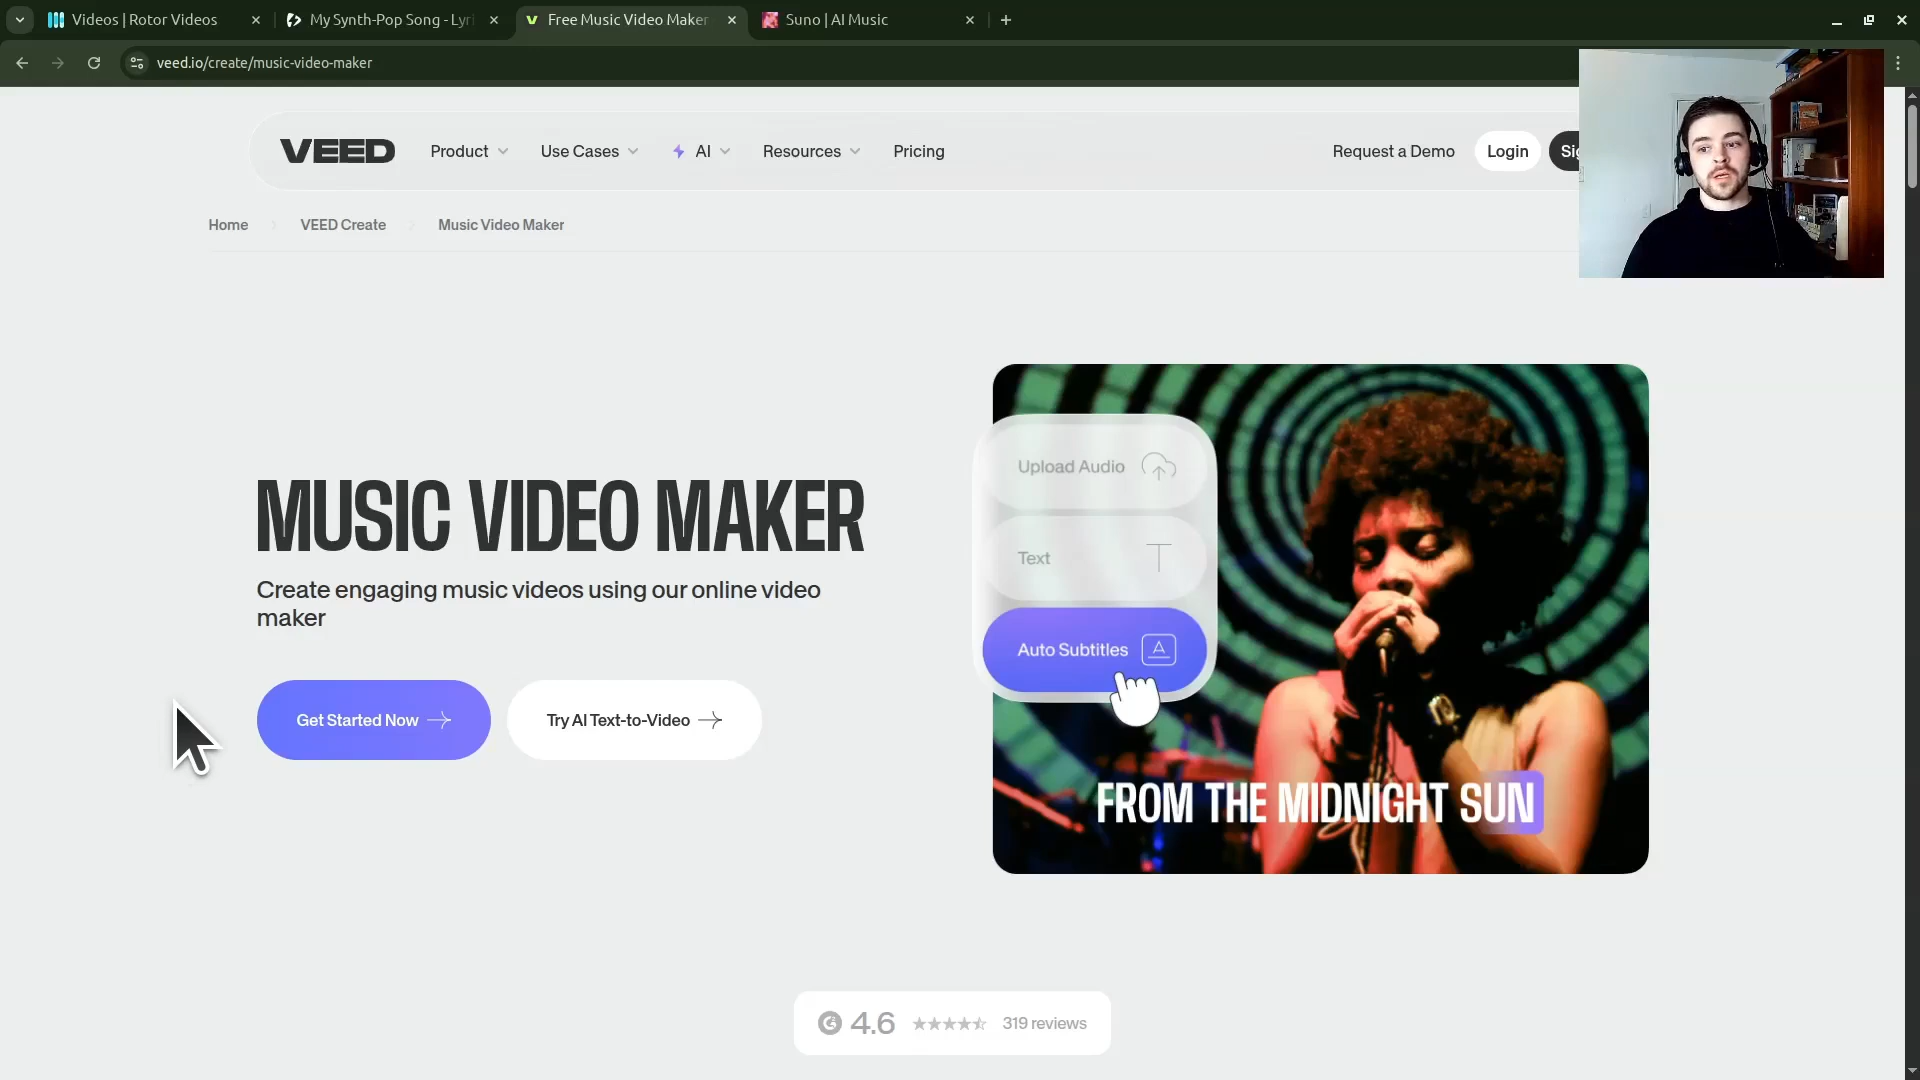 Videos | Rotor Videos
My Synth-Pop Song - Lyri
Free Music Video Maker
Suno | AI Music
veed.io/create/music-video-maker
VEED
Product
Use Cases
AI
Resources
Pricing
Request a Demo
Login
Sig
Home
VEED Create
Music Video Maker
MUSIC VIDEO MAKER
Create engaging music videos using our online video
maker
Get Started Now
Try AI Text-to-Video
Upload Audio
Text
T
Auto Subtitles
A
FROM THE MIDNIGHT SUN
4.6
319 reviews